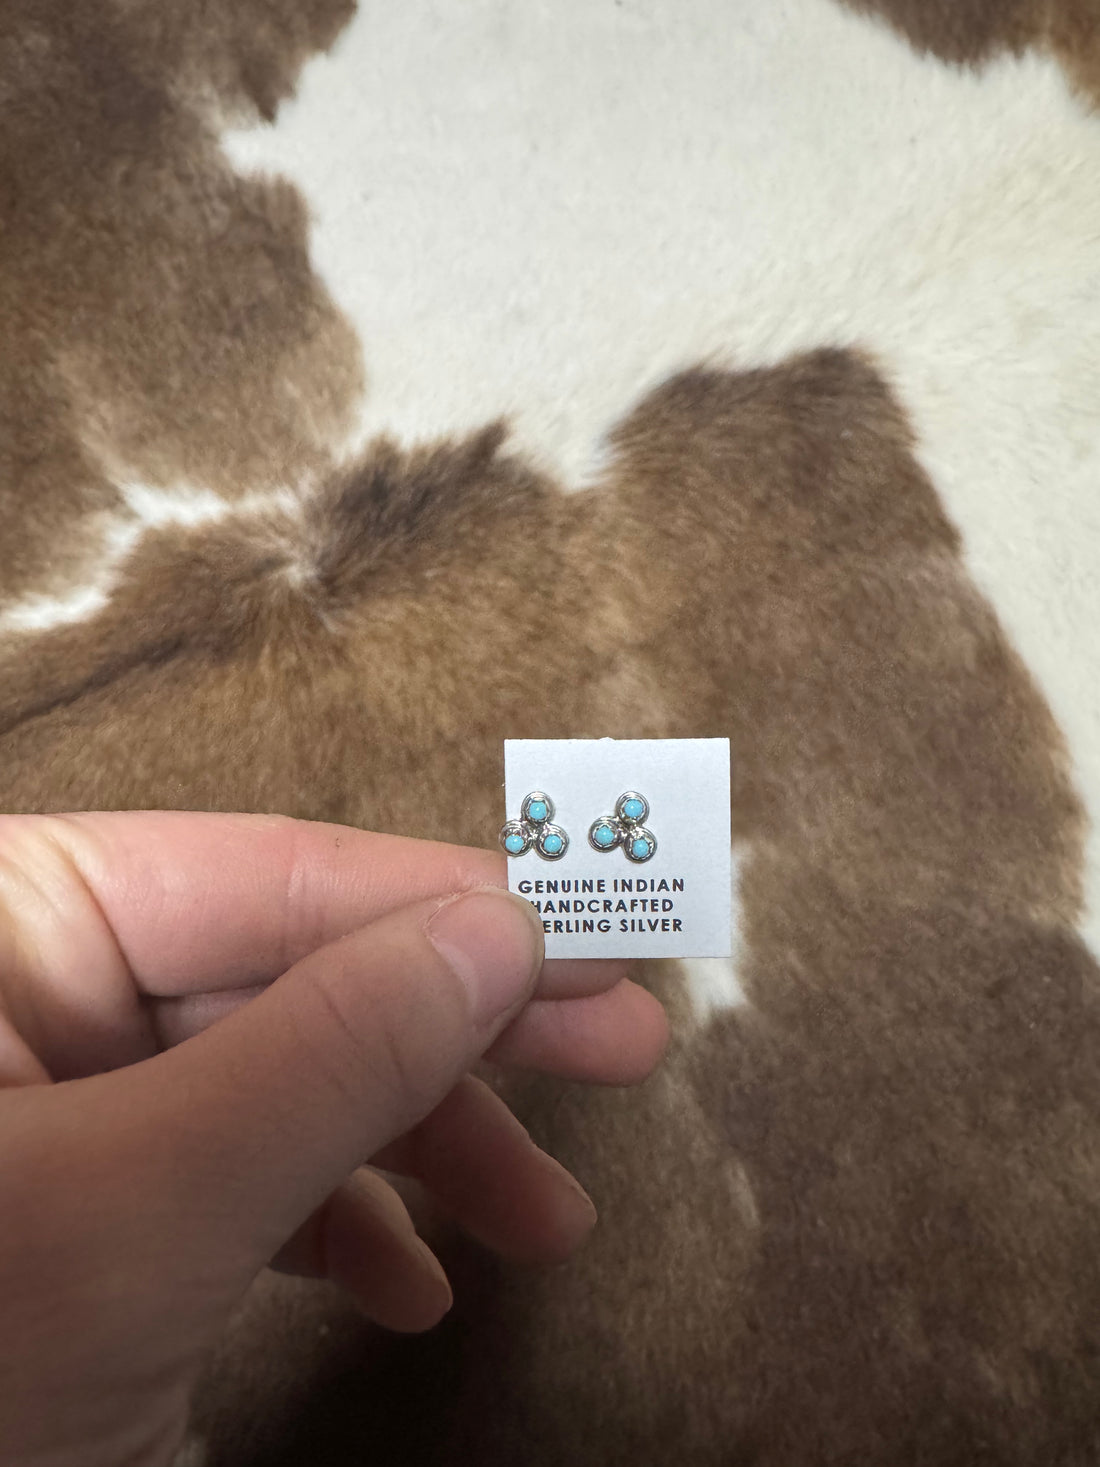 GENUINE INDIAN
HANDCRAFTED
ERLING SILVER